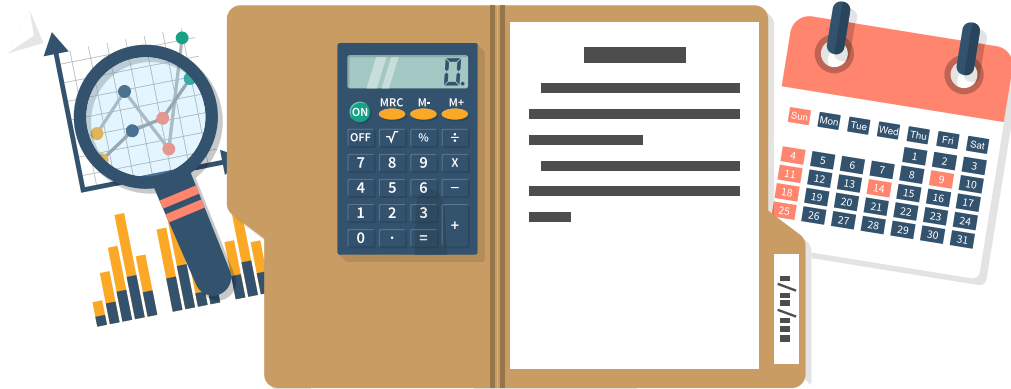 0.
MRC M- M+
ON
OFF √ % ÷
7 8 9 x
4 5 6 −
1 2 3 +
0 · =
Sun Mon Tue Wed Thu Fri Sat
1 2 3
4 5 6 7 8 9 10
11 12 13 14 15 16 17
18 19 20 21 22 23 24
25 26 27 28 29 30 31